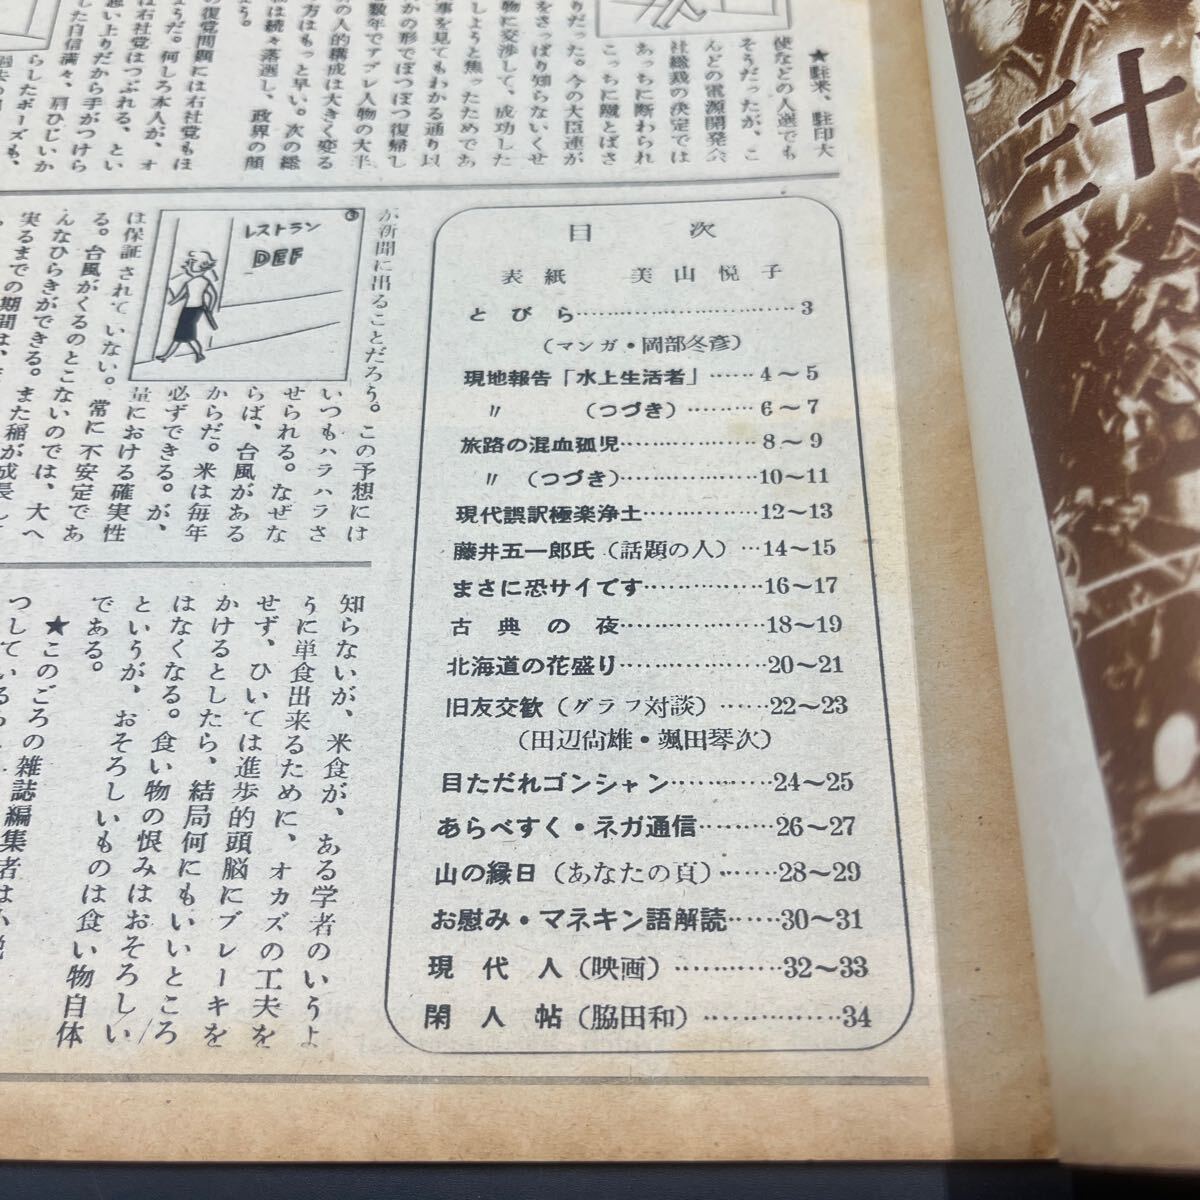 ★駐米、駐印大
使などの人選でも
そうだったが、こ
んどの電源開発会
社総裁の決定では
あっちに断わられ
こっちに蹴とばさ
りだった。今の大臣連が
をさっぱり知らないくせ
物に交渉して、成功した
しようと焦ったためであ
事を見てもわかる通り以
かの形でぼつぼつ復帰し
数年でアプレ人物の大半
の人的構成は大きく変る
方はもっと早い。次の総
は続々落選し、政界の顔
る。
の復党問題には右社党もほ
ようだ。何しろ本人が、オ
は右社党はつぶれる、とい
思い上りだから手がつけら
した自信満々、肩ひじいか
らしたポーズも、
レストラン
DEF
③
が新聞に出ることだろう。この予想には
いつもハラハラさ
せられる。なぜな
らば、台風がある
からだ。米は毎年
必ずできる。が、
量における確実性
は保証されていない。常に不安定であ
る。台風がくるのとこないのでは、大へ
んなひらきができる。また稲が成長して
実るまでの期間は、
知らないが、米食が、ある学者のいうよ
うに単食出来るために、オカズの工夫を
せず、ひいては進歩的頭脳にブレーキを
かけるとしたら、結局何にもいいところ
はなくなる。食い物の恨みはおそろしい
というが、おそろしいものは食い物自体
である。
★このごろの雑誌編集者は小説
目次
表紙 美山悦子
とびら……………………………3
(マンガ・岡部冬彦)
現地報告「水上生活者」……4～5
〃 (つづき)………6～7
旅路の混血孤児………………8～9
〃 (つづき)………………10～11
現代誤訳極楽浄土……………12～13
藤井五一郎氏(話題の人)…14～15
まさに恐サイです……………16～17
古典の夜………………18～19
北海道の花盛り………………20～21
旧友交歓(グラフ対談)……22～23
(田辺尚雄・颯田琴次)
目ただれゴンシャン…………24～25
あらべすく・ネガ通信………26～27
山の縁日(あなたの頁)……28～29
お慰み・マネキン語解読……30～31
現代人(映画)…………32～33
閑人帖(脇田和)……………34
三十